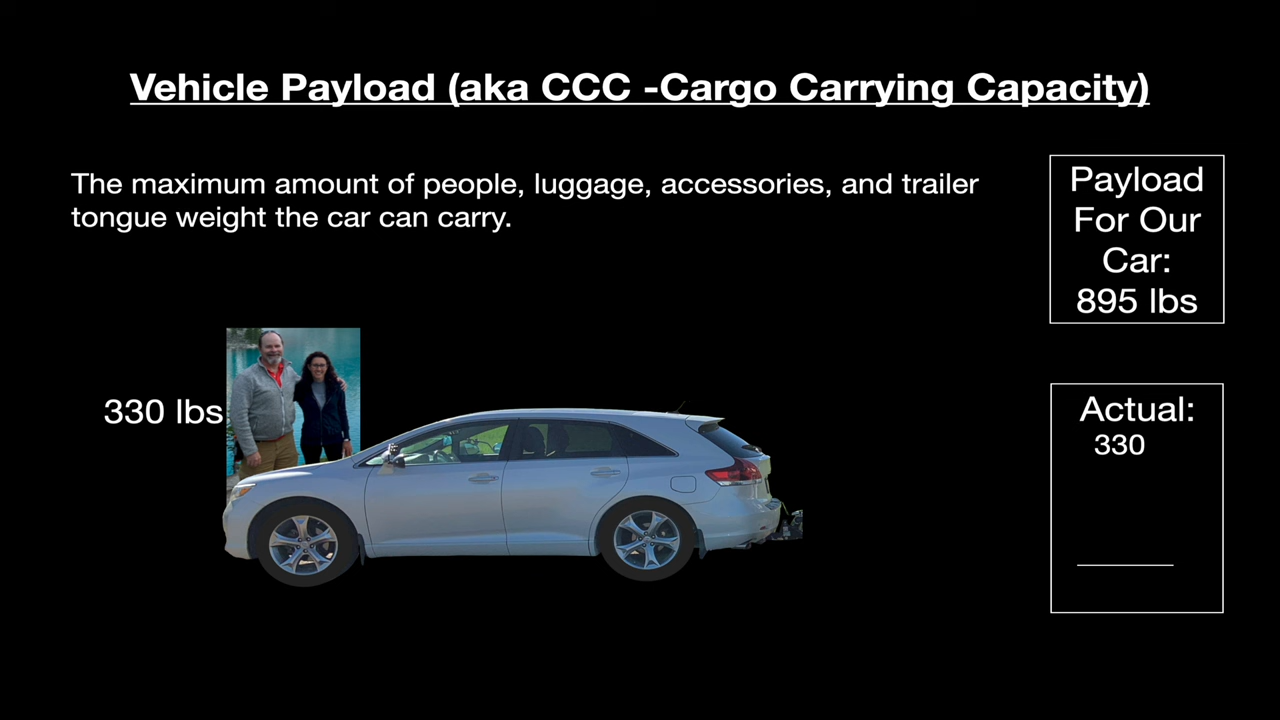 Vehicle Payload (aka CCC -Cargo Carrying Capacity)
The maximum amount of people, luggage, accessories, and trailer
tongue weight the car can carry.
Payload
For Our
Car:
895 lbs
330 lbs
Actual:
330